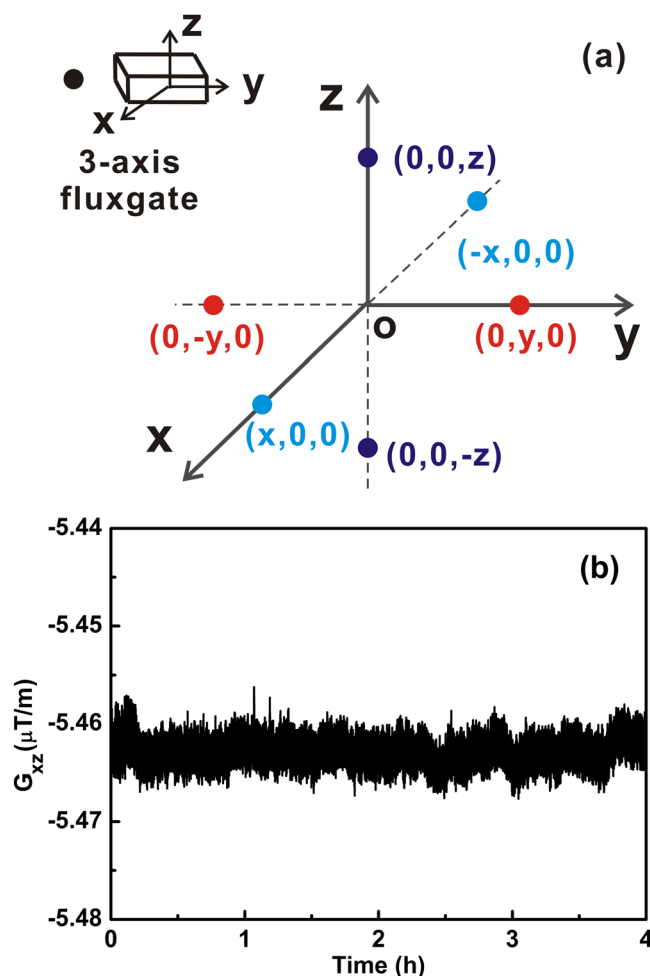 z
(a)
y
x
3-axis
fluxgate
z
(0,0,z)
(-x,0,0)
o
(0,-y,0)
(0,y,0)
y
x
(x,0,0)
(0,0,-z)
-5.44
(b)
-5.45
-5.46
-5.47
-5.48
G_xz (μT/m)
0
1
2
3
4
Time (h)